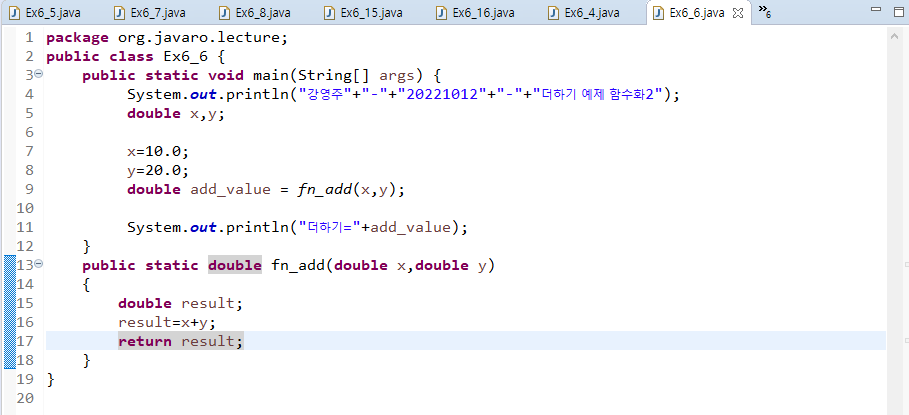 Ex6_5.java Ex6_7.java Ex6_8.java Ex6_15.java Ex6_16.java Ex6_4.java Ex6_6.java »6
1 package org.javaro.lecture;
2 public class Ex6_6 {
3 public static void main(String[] args) {
4 System.out.println("강영주"+"-"+"20221012"+"-"+"더하기 예제 함수화2");
5 double x,y;
6
7 x=10.0;
8 y=20.0;
9 double add_value = fn_add(x,y);
10
11 System.out.println("더하기="+add_value);
12 }
13 public static double fn_add(double x,double y)
14 {
15 double result;
16 result=x+y;
17 return result;
18 }
19 }
20